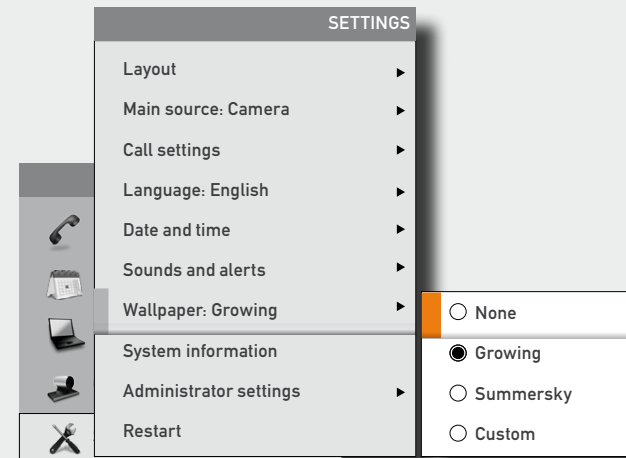 SETTINGS
Layout
Main source: Camera
Call settings
Language: English
Date and time
Sounds and alerts
Wallpaper: Growing
System information
Administrator settings
Restart
None
Growing
Summersky
Custom